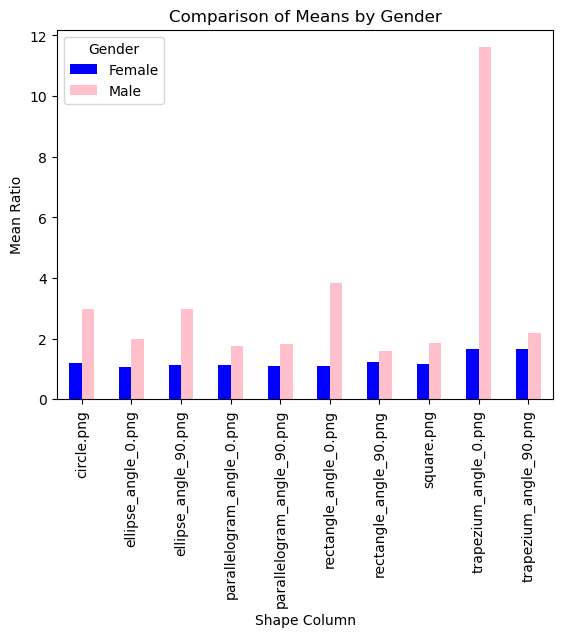 Comparison of Means by Gender
Gender
Female
Male
12
10
8
6
4
2
0
Mean Ratio
circle.png
ellipse_angle_0.png
ellipse_angle_90.png
parallelogram_angle_0.png
parallelogram_angle_90.png
rectangle_angle_0.png
rectangle_angle_90.png
square.png
trapezium_angle_0.png
trapezium_angle_90.png
Shape Column